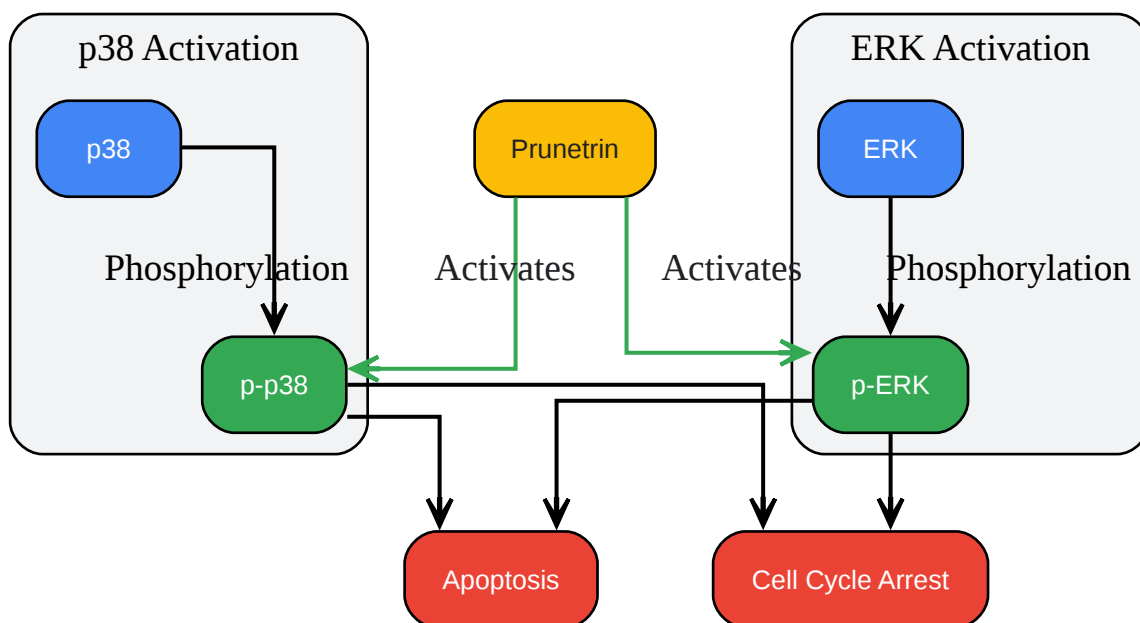 p38 Activation
ERK Activation
p38
Prunetrin
ERK
Phosphorylation
Activates
Activates
Phosphorylation
p-p38
p-ERK
Apoptosis
Cell Cycle Arrest